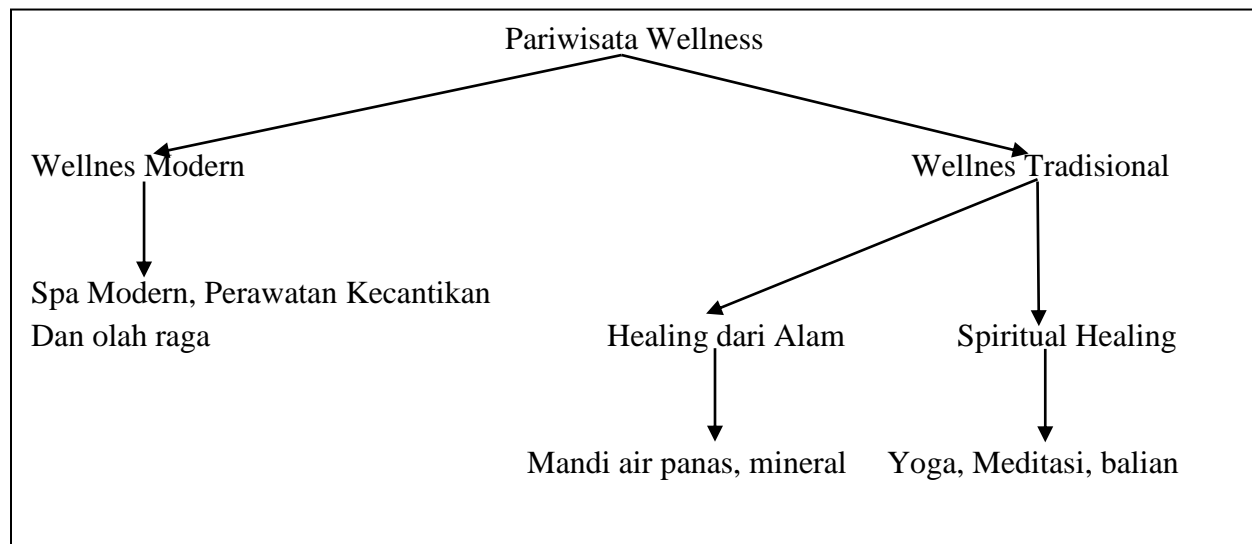 Pariwisata Wellness
Wellnes Modern
Wellnes Tradisional
Spa Modern, Perawatan Kecantikan
Dan olah raga
Healing dari Alam
Spiritual Healing
Mandi air panas, mineral
Yoga, Meditasi, balian